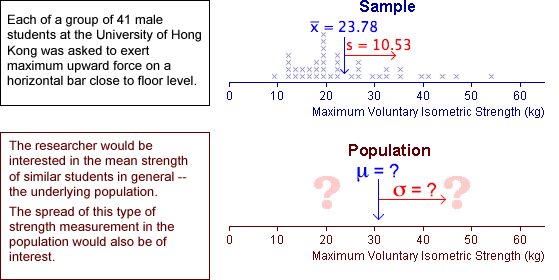 Each of a group of 41 male
students at the University of Hong
Kong was asked to exert
maximum upward force on a
horizontal bar close to floor level.
Sample
x̅ = 23.78
s = 10.53
0 10 20 30 40 50 60
Maximum Voluntary Isometric Strength (kg)
The researcher would be
interested in the mean strength
of similar students in general --
the underlying population.
The spread of this type of
strength measurement in the
population would also be of
interest.
Population
μ = ?
? σ = ? ?
0 10 20 30 40 50 60
Maximum Voluntary Isometric Strength (kg)